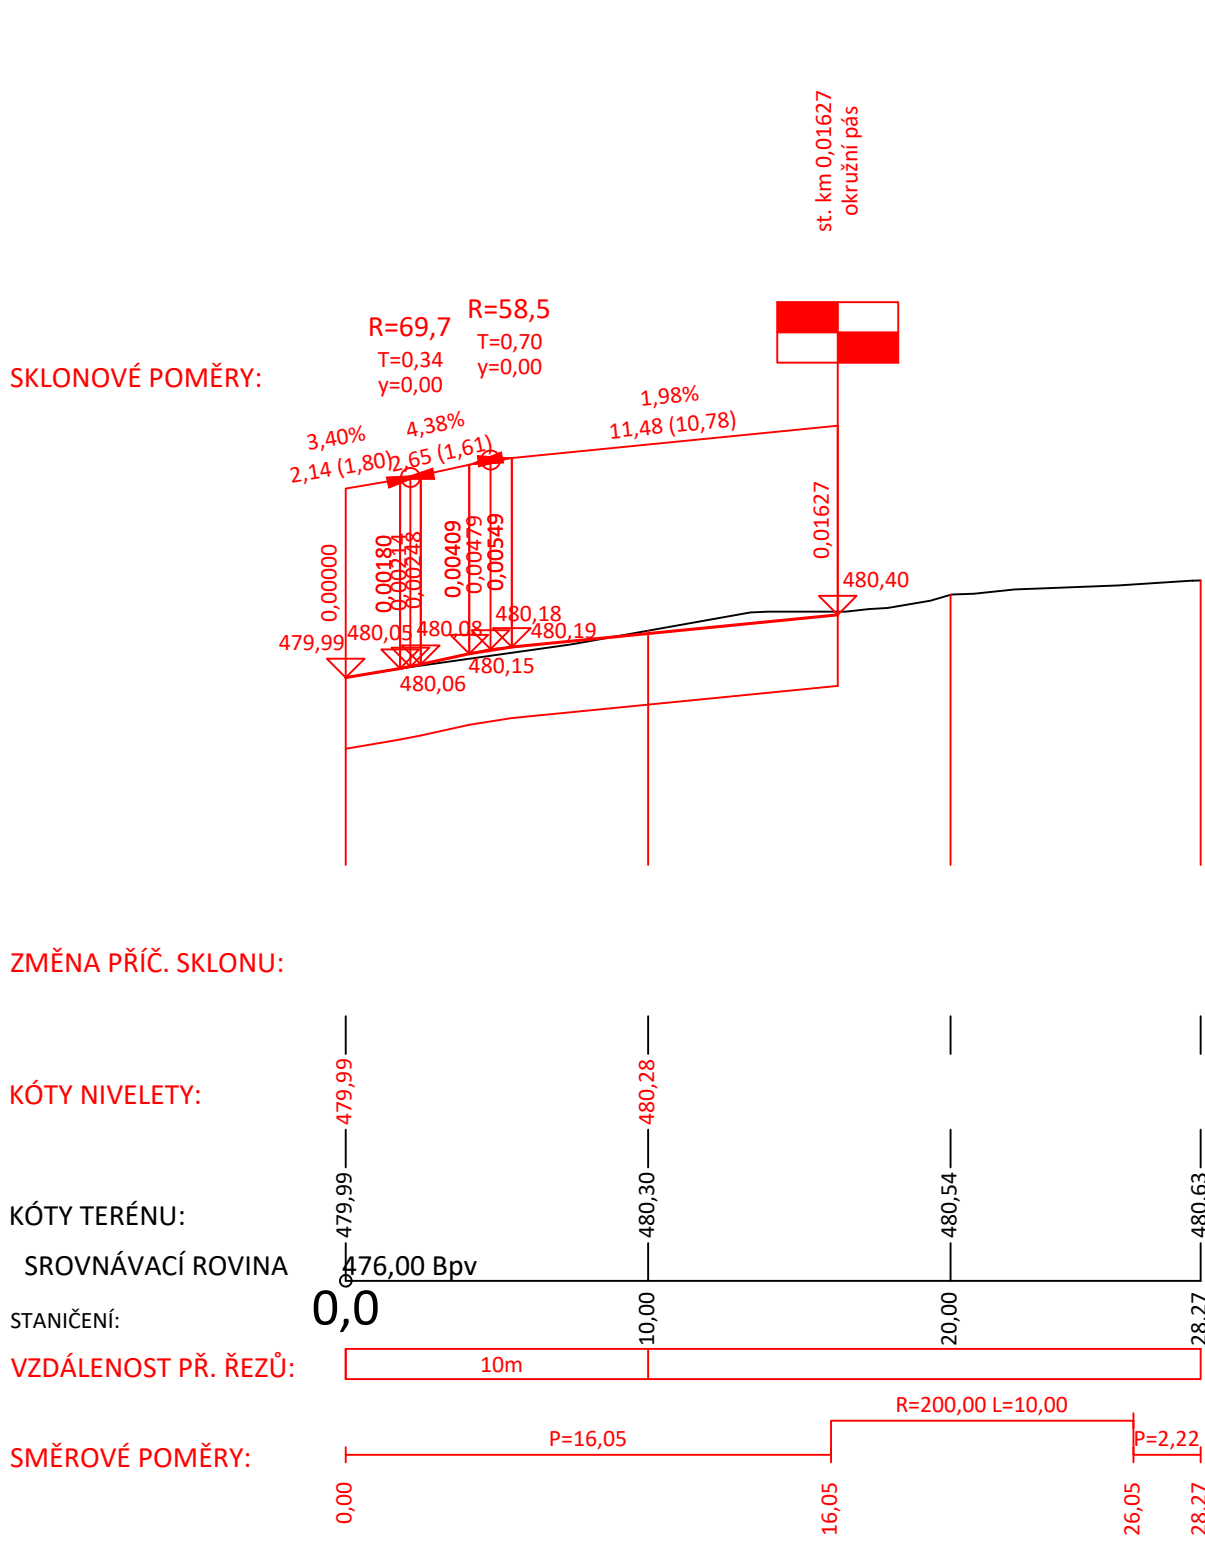 st. km 0,01627
okružní pás
R=69,7
T=0,34
y=0,00
R=58,5
T=0,70
y=0,00
SKLONOVÉ POMĚRY:
3,40%
2,14 (1,80)
4,38%
2,65 (1,61)
1,98%
11,48 (10,78)
0,00000
0,00180
0,00214
0,00248
0,00409
0,00479
0,00549
0,01627
479,99
480,05
480,06
480,08
480,15
480,18
480,19
480,40
ZMĚNA PŘÍČ. SKLONU:
KÓTY NIVELETY:
479,99
480,28
KÓTY TERÉNU:
479,99
480,30
480,54
480,63
SROVNÁVACÍ ROVINA
476,00 Bpv
STANIČENÍ:
0,0
10,00
20,00
28,27
VZDÁLENOST PŘ. ŘEZŮ:
10m
SMĚROVÉ POMĚRY:
P=16,05
R=200,00 L=10,00
P=2,22
0,00
16,05
26,05
28,27